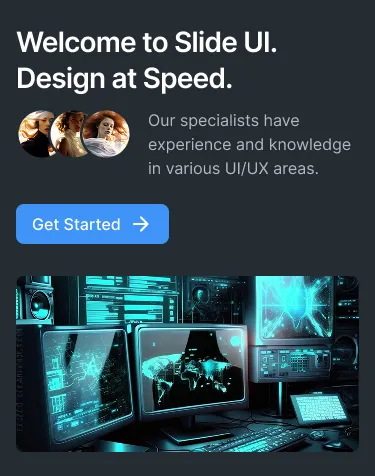 Welcome to Slide UI.
Design at Speed.
Our specialists have
experience and knowledge
in various UI/UX areas.
Get Started